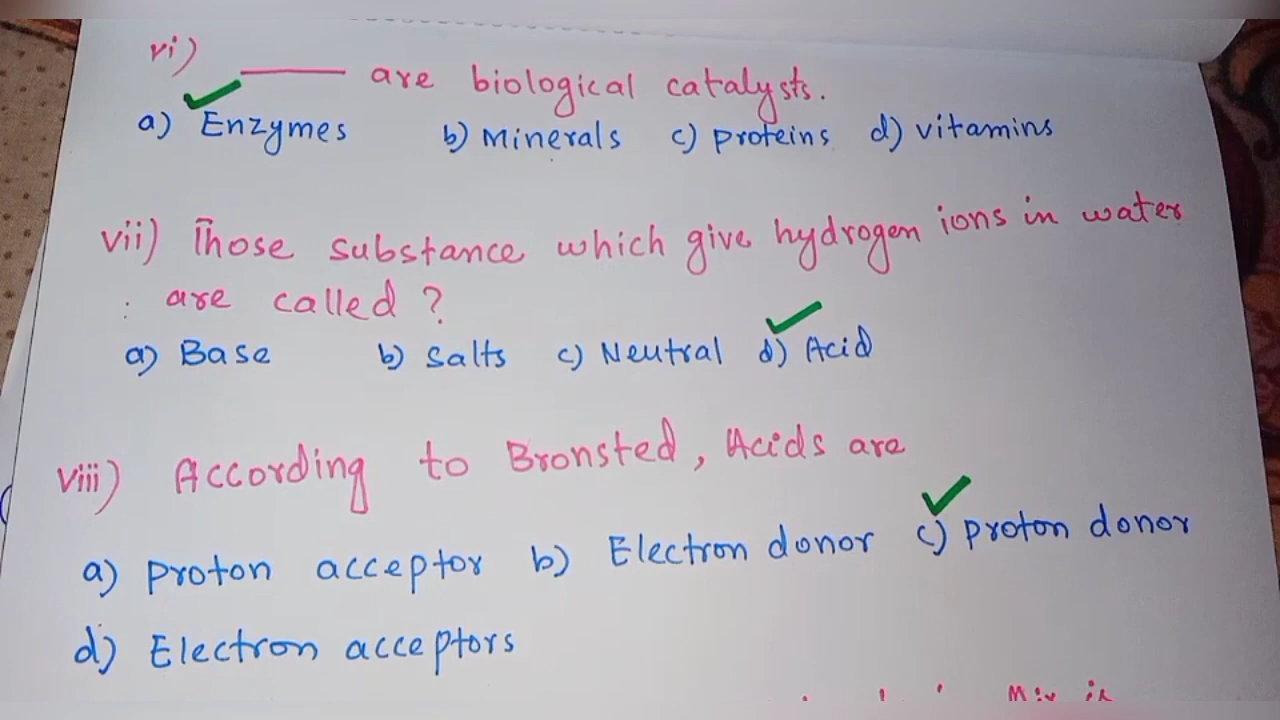 vi) ______ are biological catalysts.
a) Enzymes b) Minerals c) proteins d) vitamins
vii) Those substance which give hydrogen ions in water
are called ?
a) Base b) Salts c) Neutral d) Acid
viii) According to Bronsted, Acids are
a) proton acceptor b) Electron donor c) proton donor
d) Electron acceptors